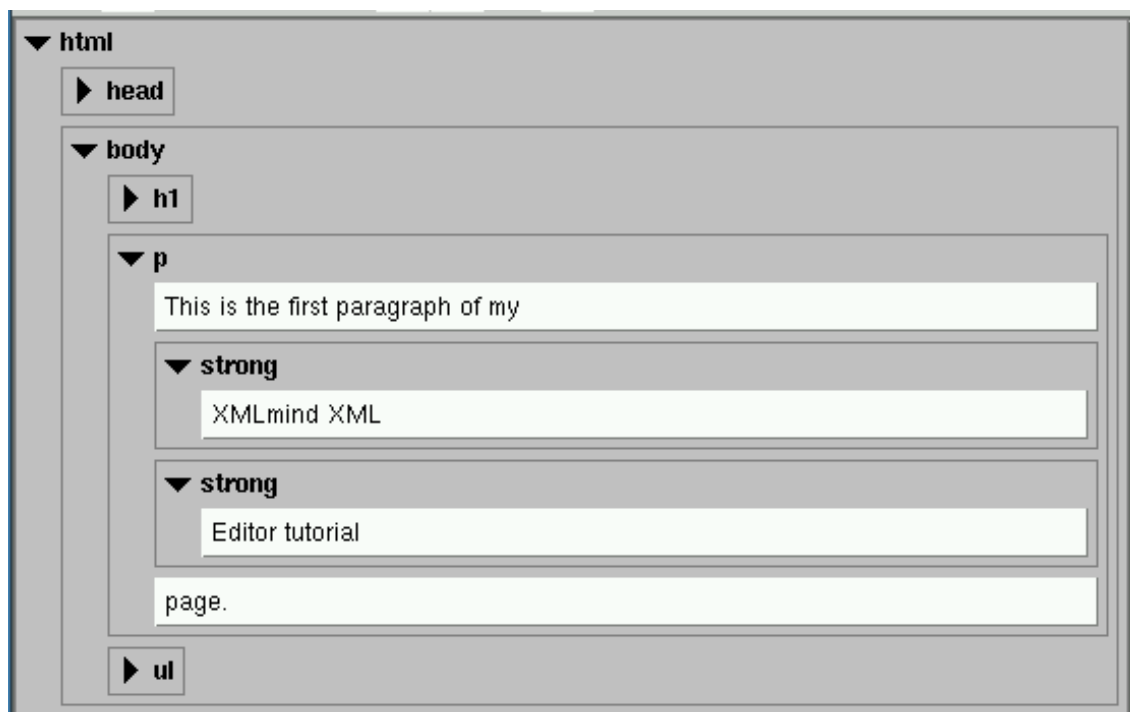 html
head
body
h1
p
This is the first paragraph of my
strong
XMLmind XML
strong
Editor tutorial
page.
ul